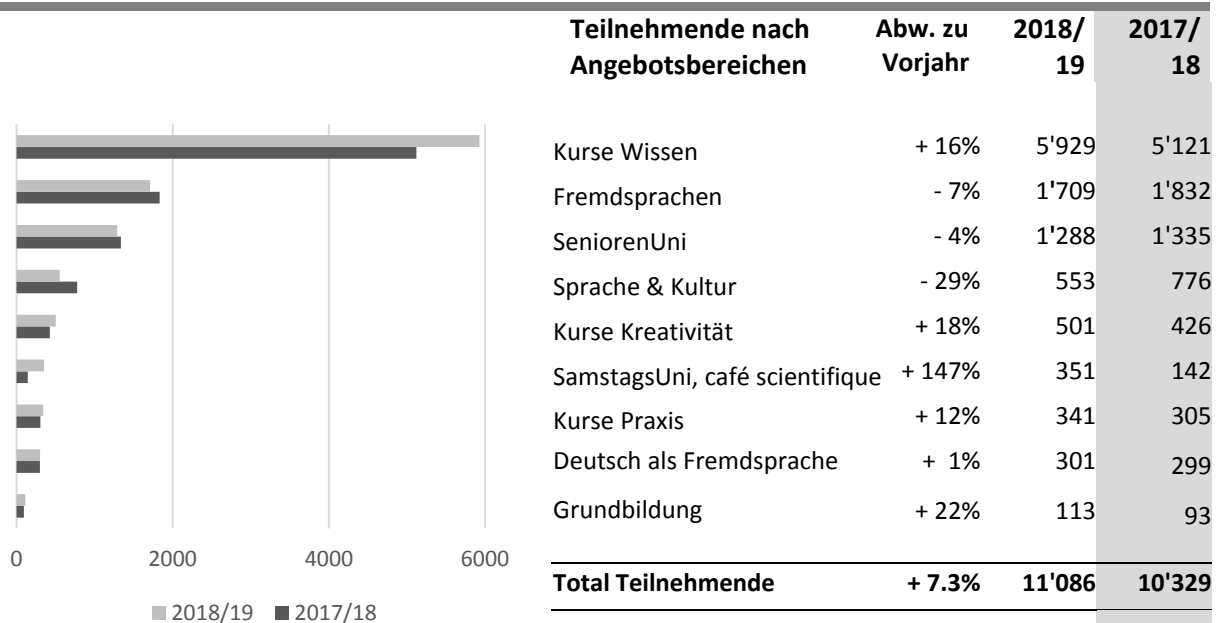 Teilnehmende nach Abw. zu 2018/ 2017/
Angebotsbereichen Vorjahr 19 18
Kurse Wissen + 16% 5'929 5'121
Fremdsprachen - 7% 1'709 1'832
SeniorenUni - 4% 1'288 1'335
Sprache & Kultur - 29% 553 776
Kurse Kreativität + 18% 501 426
SamstagsUni, café scientifique + 147% 351 142
Kurse Praxis + 12% 341 305
Deutsch als Fremdsprache + 1% 301 299
Grundbildung + 22% 113 93
0 2000 4000 6000
Total Teilnehmende + 7.3% 11'086 10'329
2018/19 2017/18